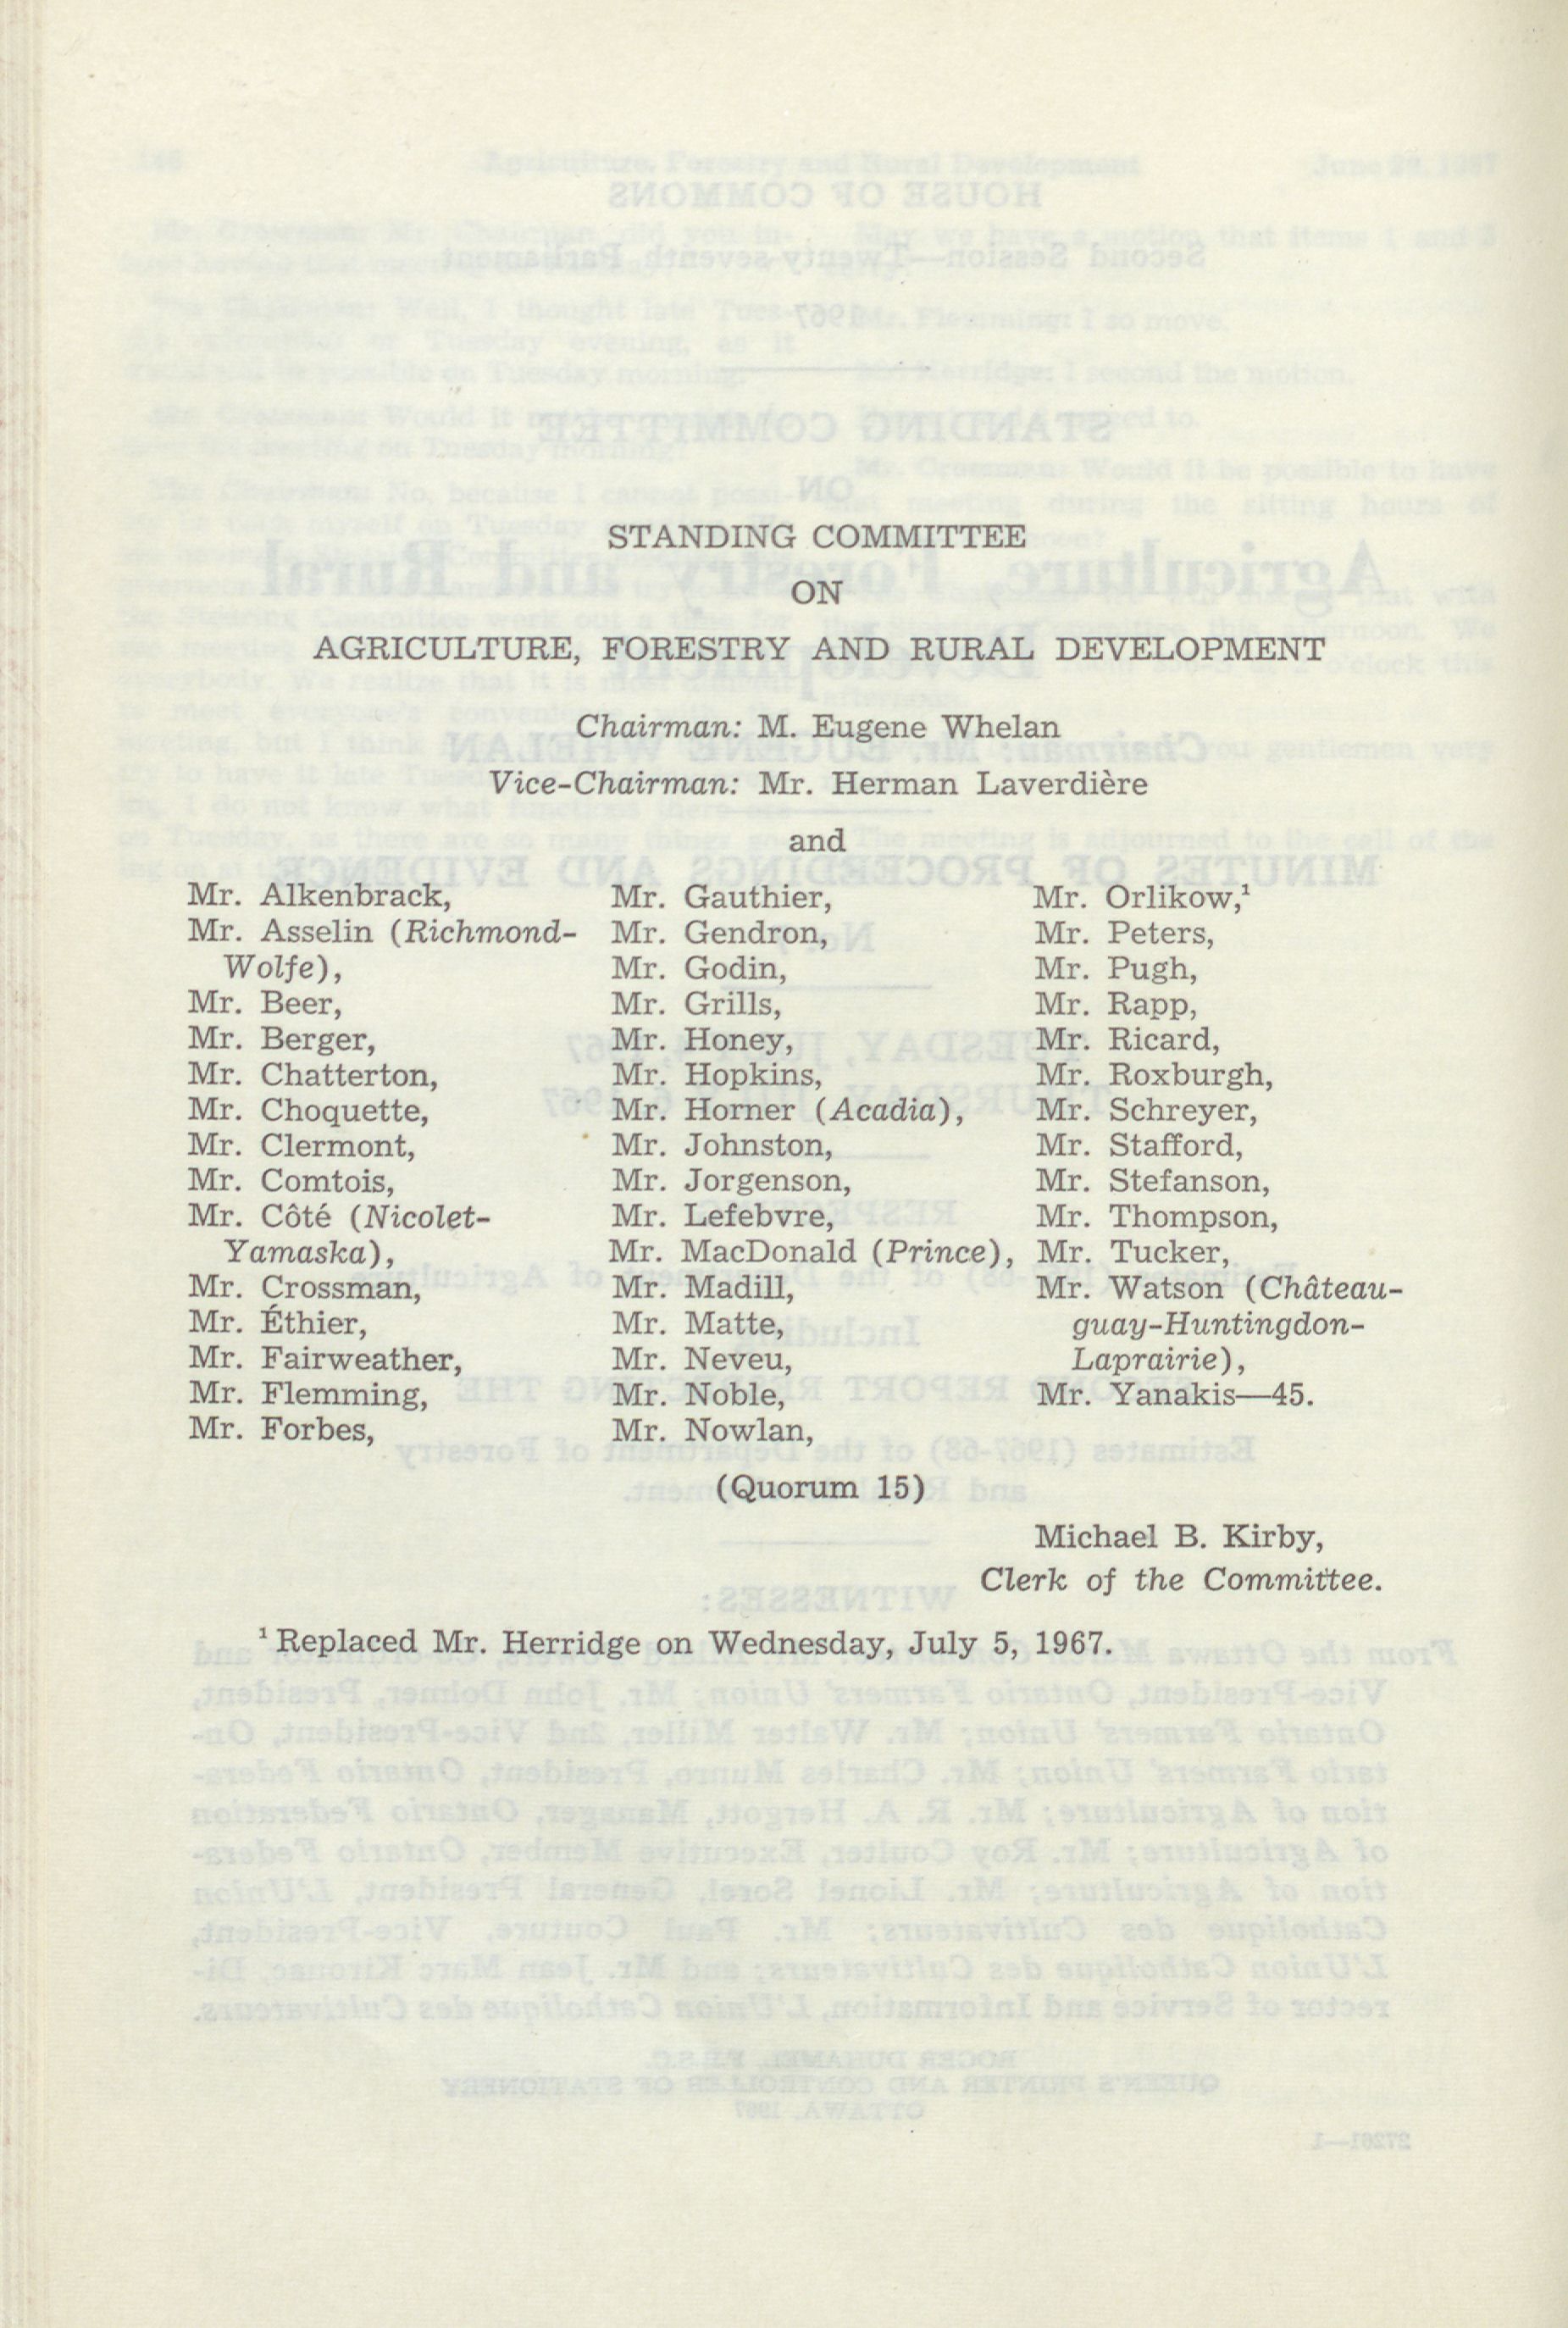 STANDING COMMITTEE
ON
AGRICULTURE, FORESTRY AND RURAL DEVELOPMENT
Chairman: M. Eugene Whelan
Vice-Chairman: Mr. Herman Laverdière
and
Mr. Alkenbrack,
Mr. Asselin (Richmond-
Wolfe),
Mr. Beer,
Mr. Berger,
Mr. Chatterton,
Mr. Choquette,
Mr. Clermont,
Mr. Comtois,
Mr. Côté (Nicolet-
Yamaska),
Mr. Crossman,
Mr. Éthier,
Mr. Fairweather,
Mr. Flemming,
Mr. Forbes,
Mr. Gauthier,
Mr. Gendron,
Mr. Godin,
Mr. Grills,
Mr. Honey,
Mr. Hopkins,
Mr. Horner (Acadia),
Mr. Johnston,
Mr. Jorgenson,
Mr. Lefebvre,
Mr. MacDonald (Prince),
Mr. Madill,
Mr. Matte,
Mr. Neveu,
Mr. Noble,
Mr. Nowlan,
Mr. Orlikow,¹
Mr. Peters,
Mr. Pugh,
Mr. Rapp,
Mr. Ricard,
Mr. Roxburgh,
Mr. Schreyer,
Mr. Stafford,
Mr. Stefanson,
Mr. Thompson,
Mr. Tucker,
Mr. Watson (Château-
guay-Huntingdon-
Laprairie),
Mr. Yanakis—45.
(Quorum 15)
Michael B. Kirby,
Clerk of the Committee.
¹ Replaced Mr. Herridge on Wednesday, July 5, 1967.